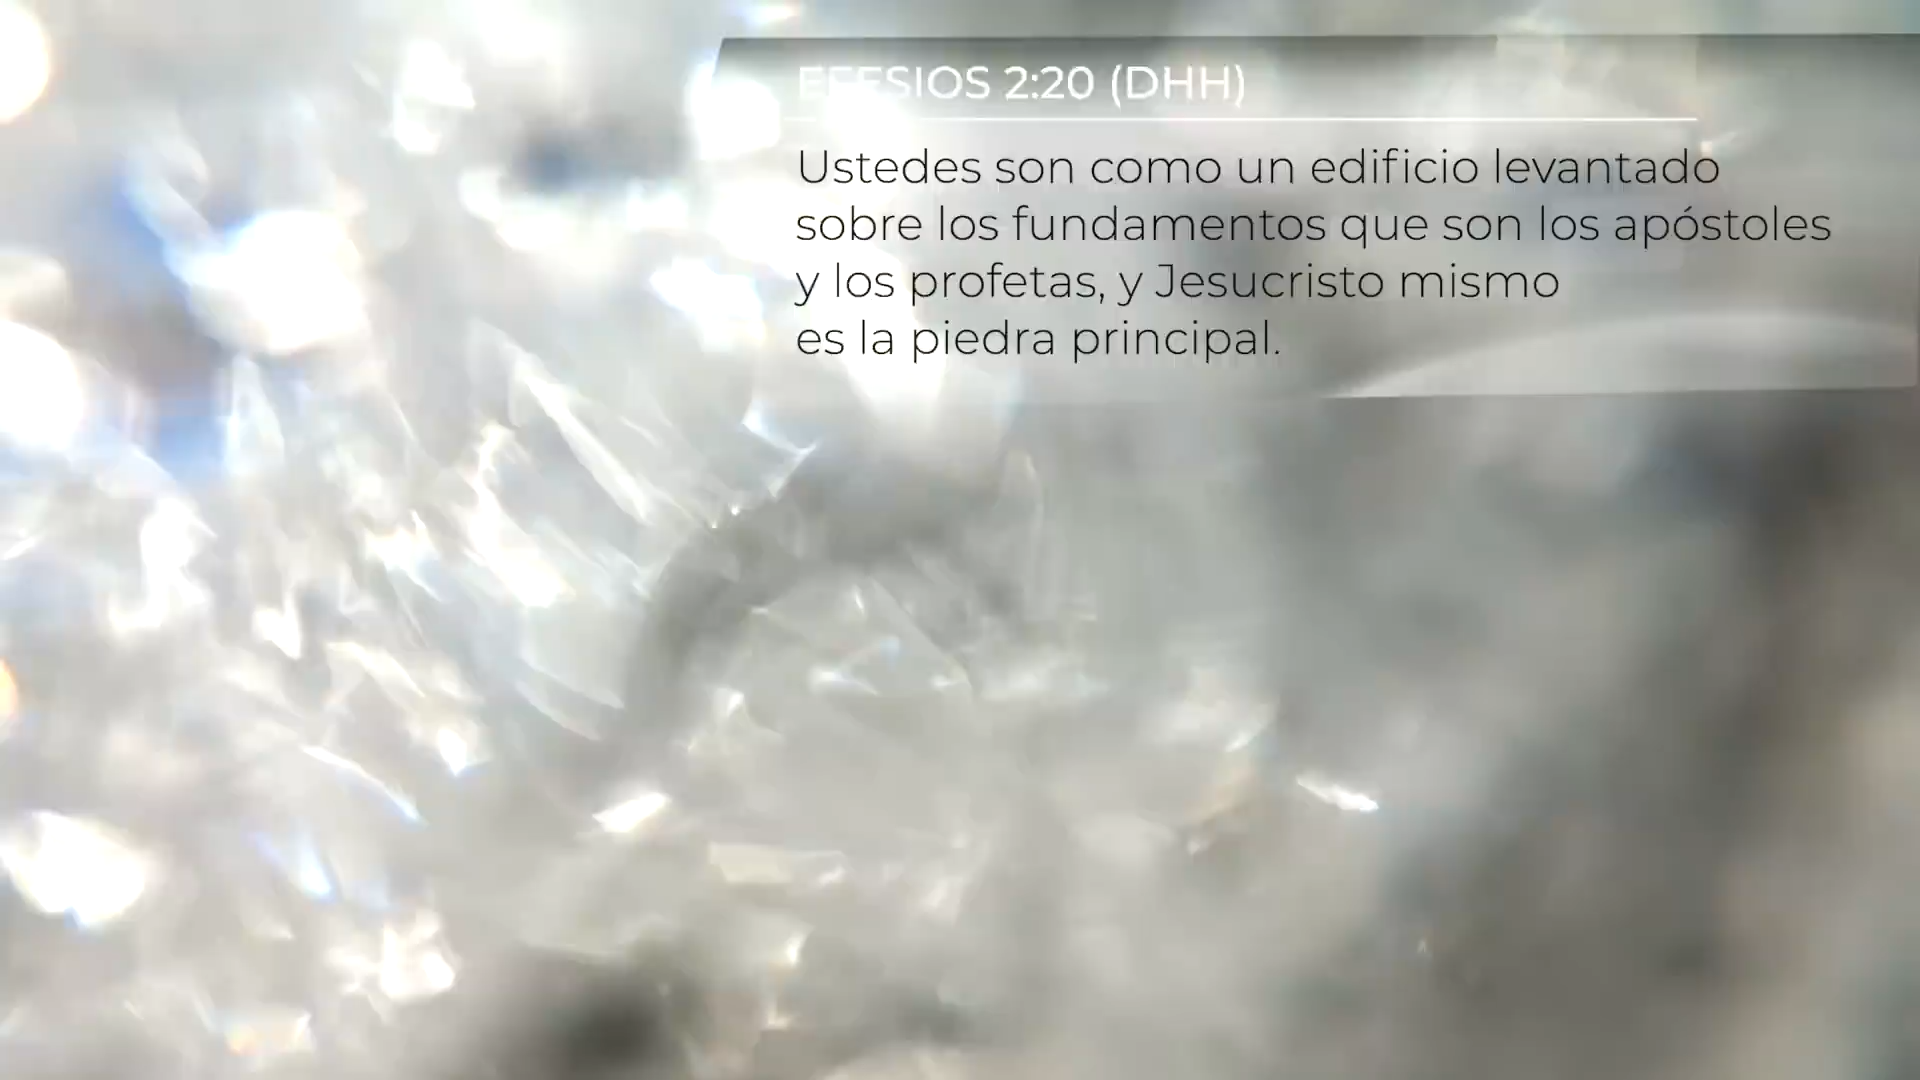 EFESIOS 2:20 (DHH)
Ustedes son como un edificio levantado
sobre los fundamentos que son los apóstoles
y los profetas, y Jesucristo mismo
es la piedra principal.